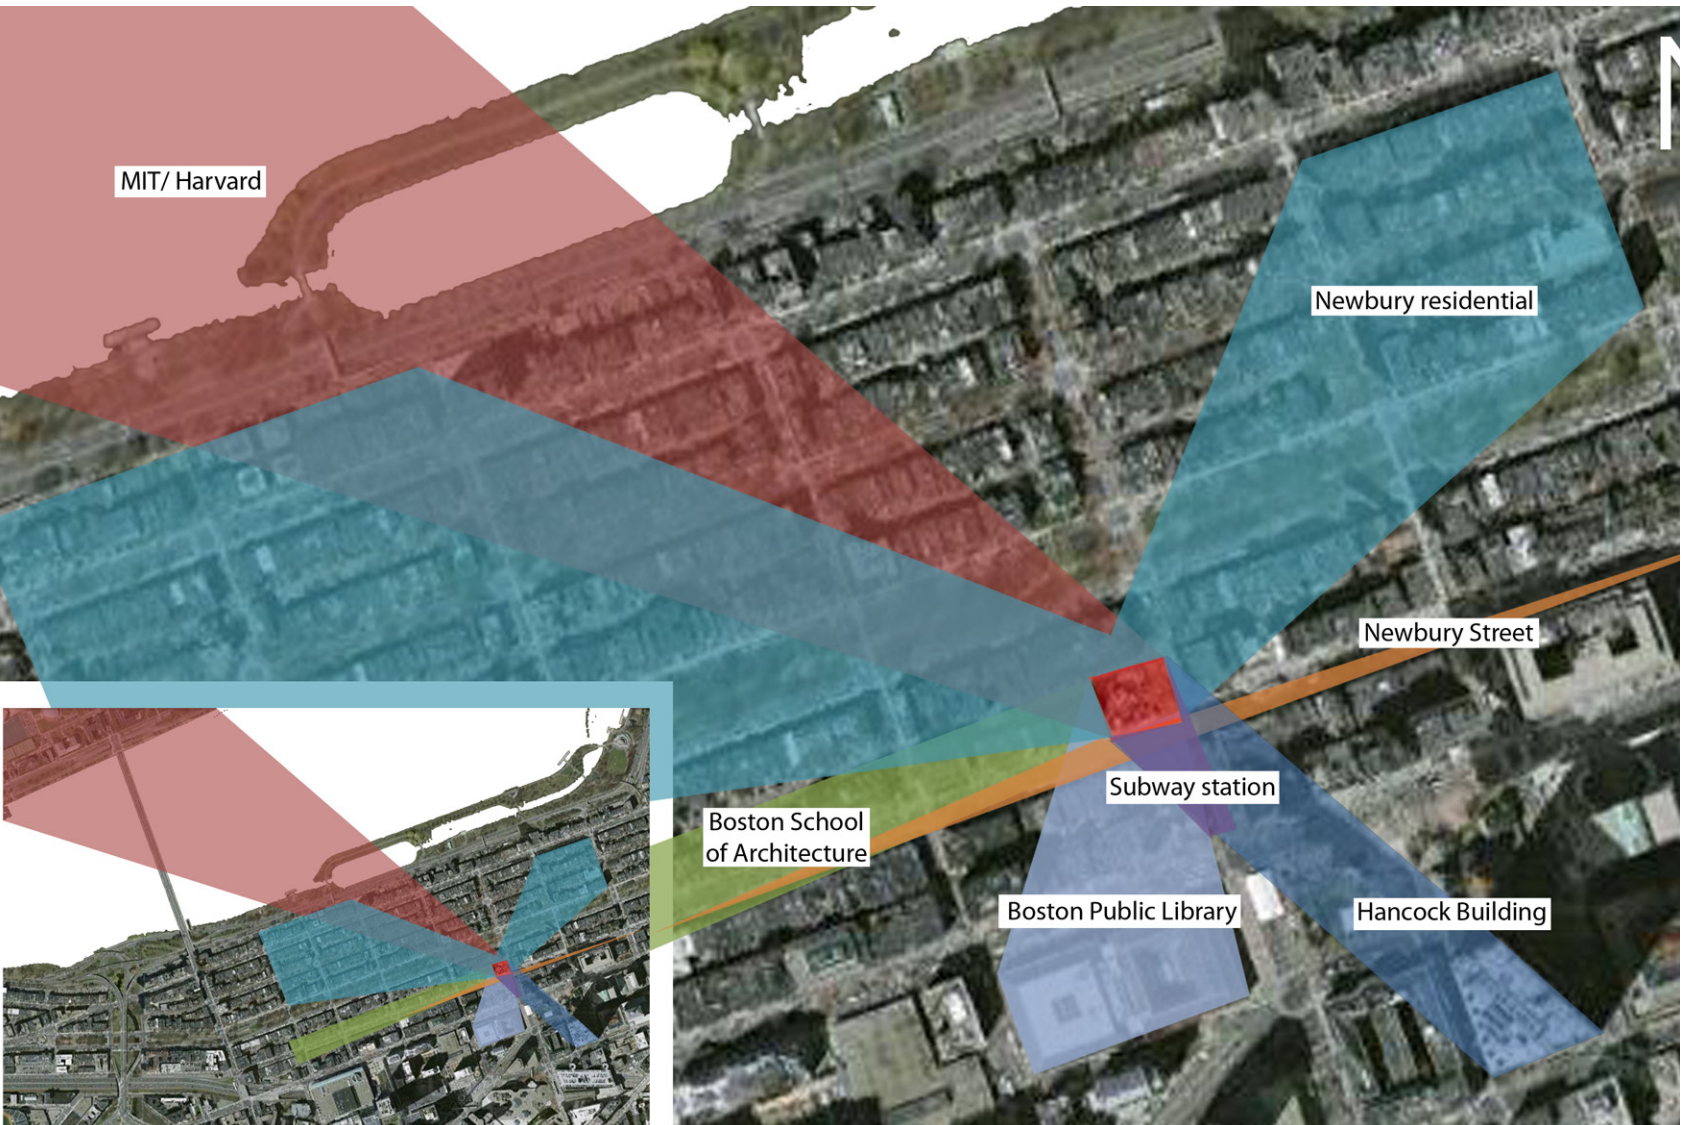 N
MIT/ Harvard
Newbury residential
Newbury Street
Subway station
Boston School
of Architecture
Boston Public Library
Hancock Building